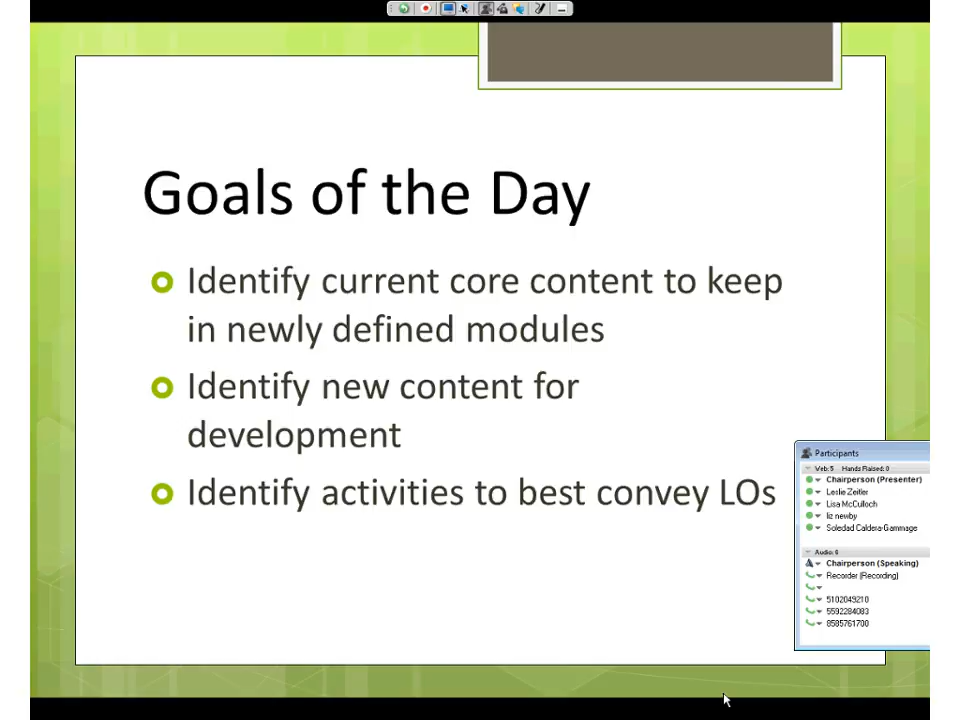 Goals of the Day
Identify current core content to keep
in newly defined modules
Identify new content for
development
Identify activities to best convey LOs
Participants
Web: 5 Hands Raised: 0
Chairperson (Presenter)
Leslie Zeitler
Lisa McCulloch
liz newby
Soledad Caldera-Gammage
Audio: 6
Chairperson (Speaking)
Recorder (Recording)
5102049210
5592284083
8585761700